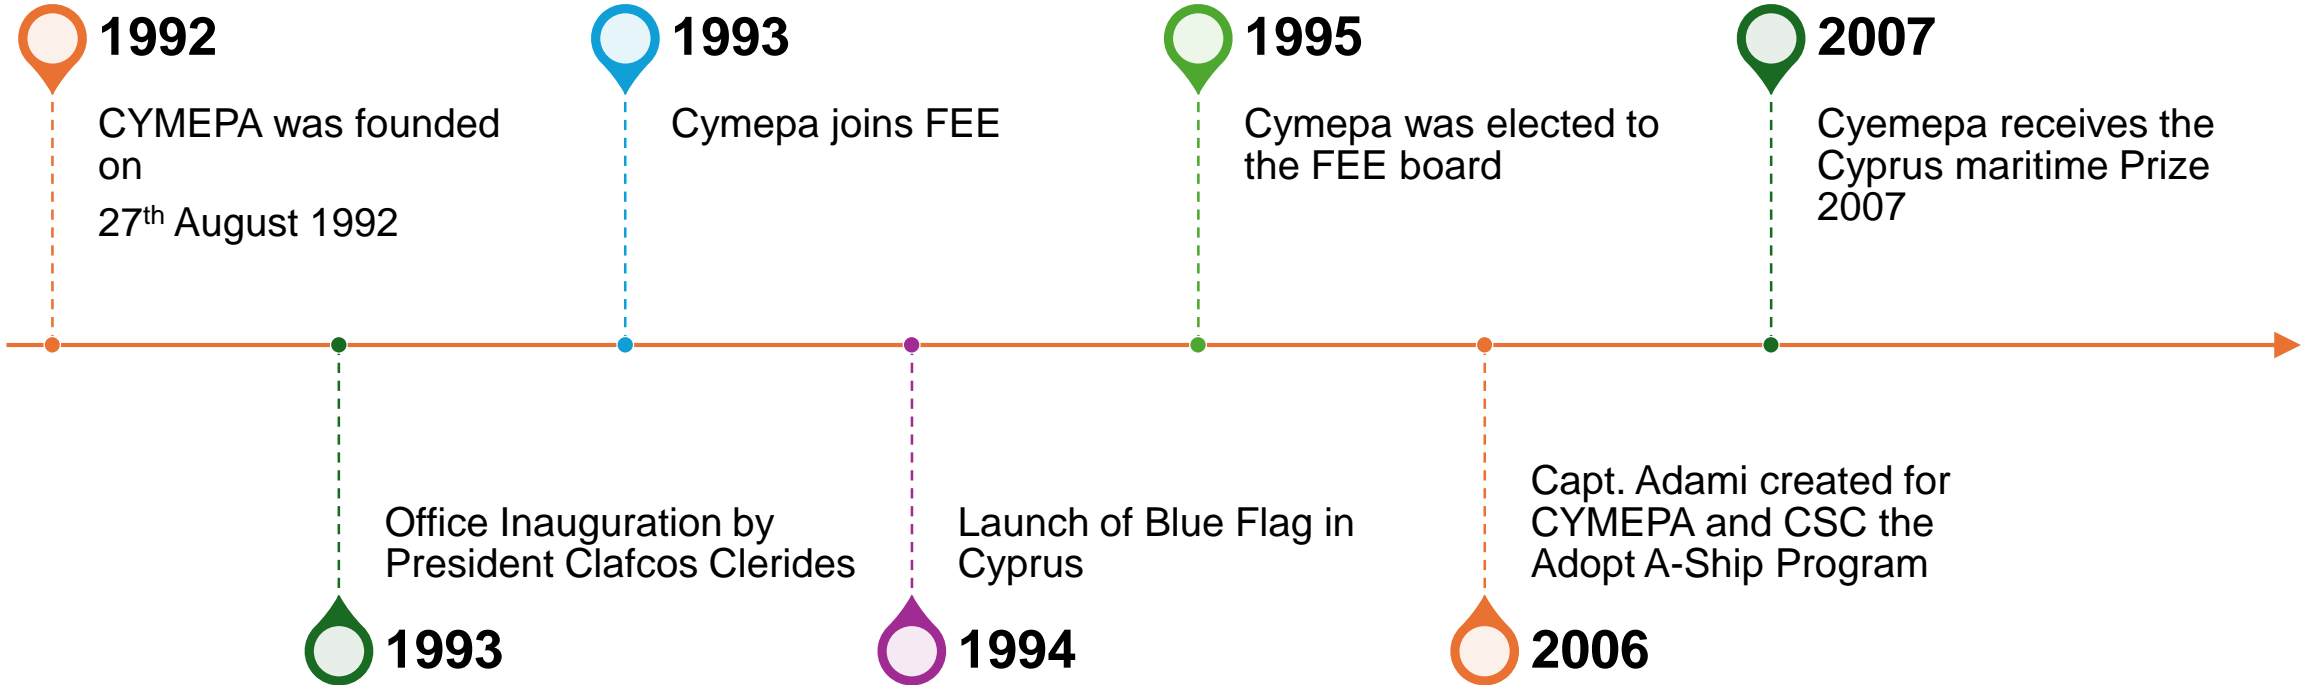 1992
CYMEPA was founded
on
27th August 1992
1993
Office Inauguration by
President Clafcos Clerides
1993
Cymepa joins FEE
1994
Launch of Blue Flag in
Cyprus
1995
Cymepa was elected to
the FEE board
2006
Capt. Adami created for
CYMEPA and CSC the
Adopt A-Ship Program
2007
Cyemepa receives the
Cyprus maritime Prize
2007